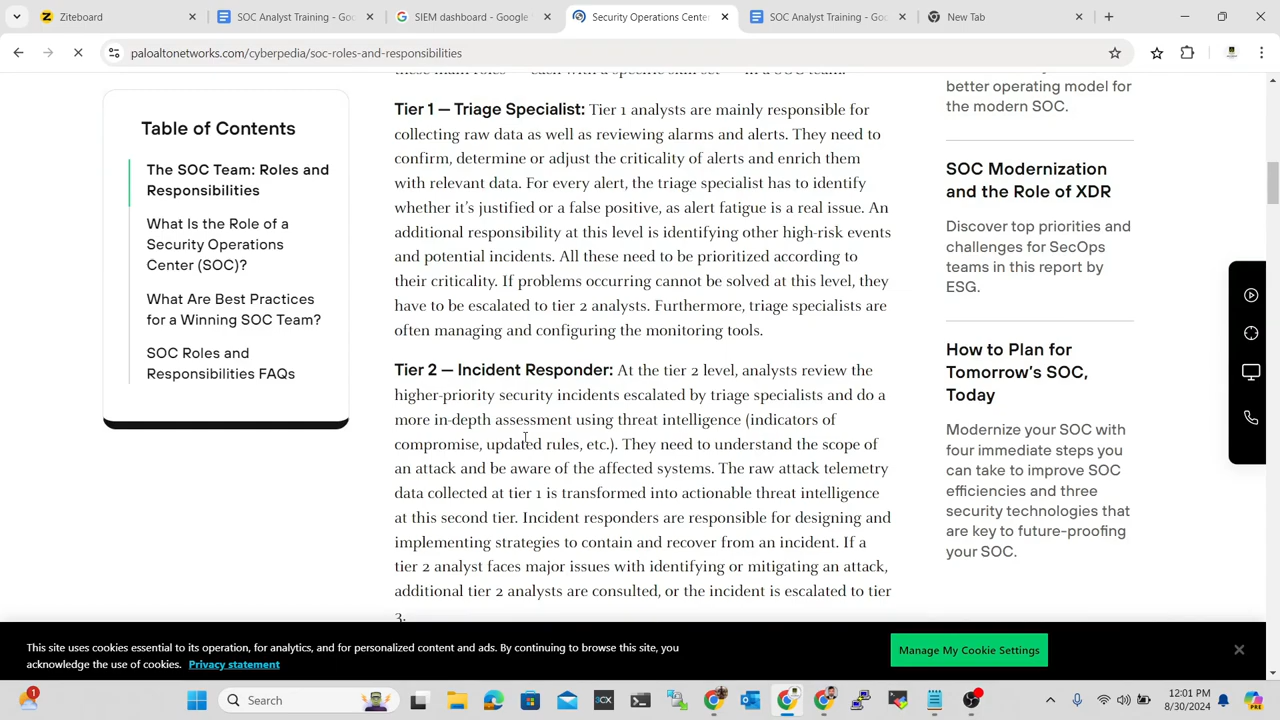 Ziteboard
SOC Analyst Training - Go
SIEM dashboard - Google
Security Operations Cente
SOC Analyst Training - Go
New Tab
paloaltonetworks.com/cyberpedia/soc-roles-and-responsibilities
Table of Contents
The SOC Team: Roles and
Responsibilities
What Is the Role of a
Security Operations
Center (SOC)?
What Are Best Practices
for a Winning SOC Team?
SOC Roles and
Responsibilities FAQs
these main roles — each with a specific skill set — in a SOC team:
Tier 1 — Triage Specialist: Tier 1 analysts are mainly responsible for
collecting raw data as well as reviewing alarms and alerts. They need to
confirm, determine or adjust the criticality of alerts and enrich them
with relevant data. For every alert, the triage specialist has to identify
whether it's justified or a false positive, as alert fatigue is a real issue. An
additional responsibility at this level is identifying other high-risk events
and potential incidents. All these need to be prioritized according to
their criticality. If problems occurring cannot be solved at this level, they
have to be escalated to tier 2 analysts. Furthermore, triage specialists are
often managing and configuring the monitoring tools.
Tier 2 — Incident Responder: At the tier 2 level, analysts review the
higher-priority security incidents escalated by triage specialists and do a
more in-depth assessment using threat intelligence (indicators of
compromise, updated rules, etc.). They need to understand the scope of
an attack and be aware of the affected systems. The raw attack telemetry
data collected at tier 1 is transformed into actionable threat intelligence
at this second tier. Incident responders are responsible for designing and
implementing strategies to contain and recover from an incident. If a
tier 2 analyst faces major issues with identifying or mitigating an attack,
additional tier 2 analysts are consulted, or the incident is escalated to tier
3.
better operating model for
the modern SOC.
SOC Modernization
and the Role of XDR
Discover top priorities and
challenges for SecOps
teams in this report by
ESG.
How to Plan for
Tomorrow's SOC,
Today
Modernize your SOC with
four immediate steps you
can take to improve SOC
efficiencies and three
security technologies that
are key to future-proofing
your SOC.
This site uses cookies essential to its operation, for analytics, and for personalized content and ads. By continuing to browse this site, you
acknowledge the use of cookies. Privacy statement
Manage My Cookie Settings
1
Search
3CX
12:01 PM
8/30/2024
PRE